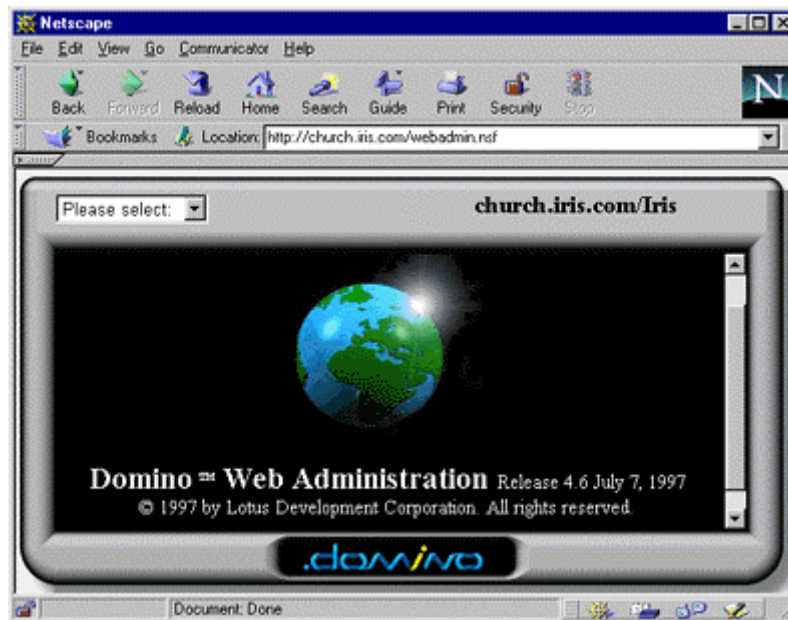 Netscape
File Edit View Go Communicator Help
N
Back Forward Reload Home Search Guide Print Security Stop
Bookmarks Location: http://church.iris.com/webadmin.nsf
Please select: church.iris.com/Iris
Domino ™ Web Administration Release 4.6 July 7, 1997
© 1997 by Lotus Development Corporation. All rights reserved.
.domino
Document: Done